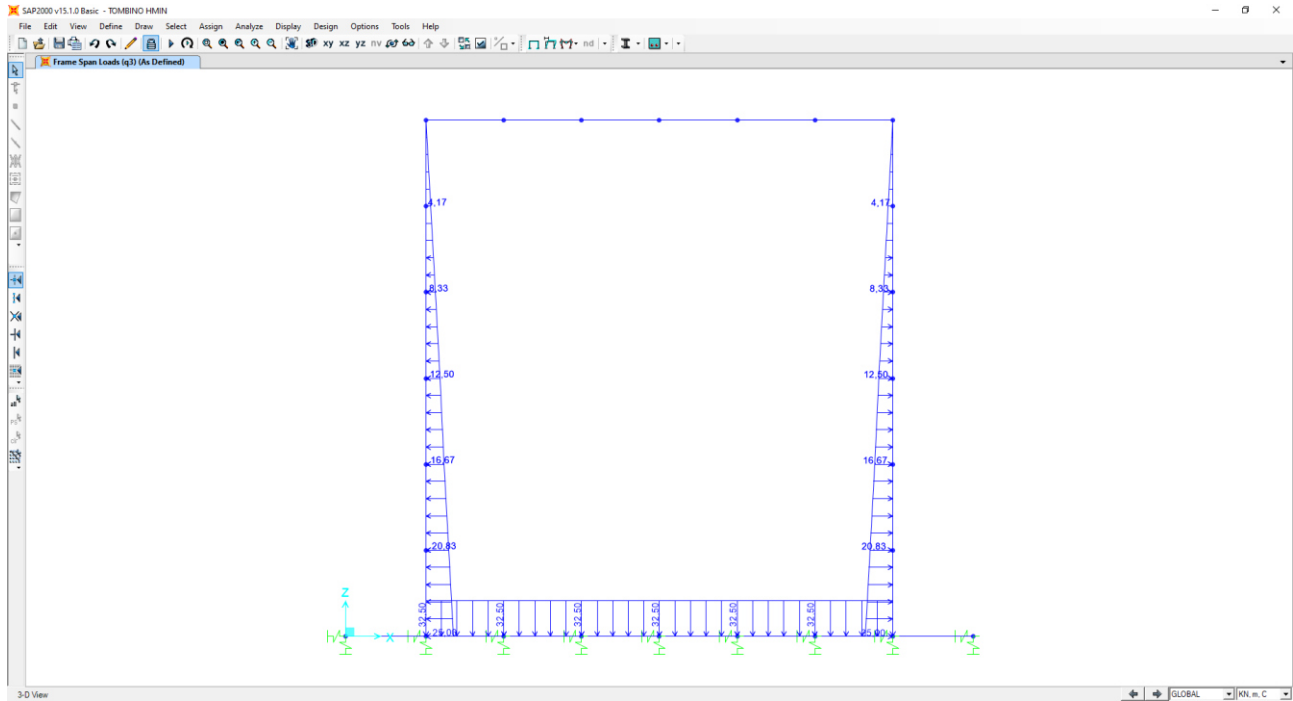 SAP2000 v15.1.0 Basic - TOMBINO HMIN
File Edit View Define Draw Select Assign Analyze Display Design Options Tools Help
xy xz yz nv nd
Frame Span Loads (q3) (As Defined)
4,17 4,17
8,33 8,33
12,50 12,50
16,67 16,67
20,83 20,83
Z
32,50 32,50 32,50 32,50 32,50 32,50
X 25,00 25,00
3-D View GLOBAL KN, m, C